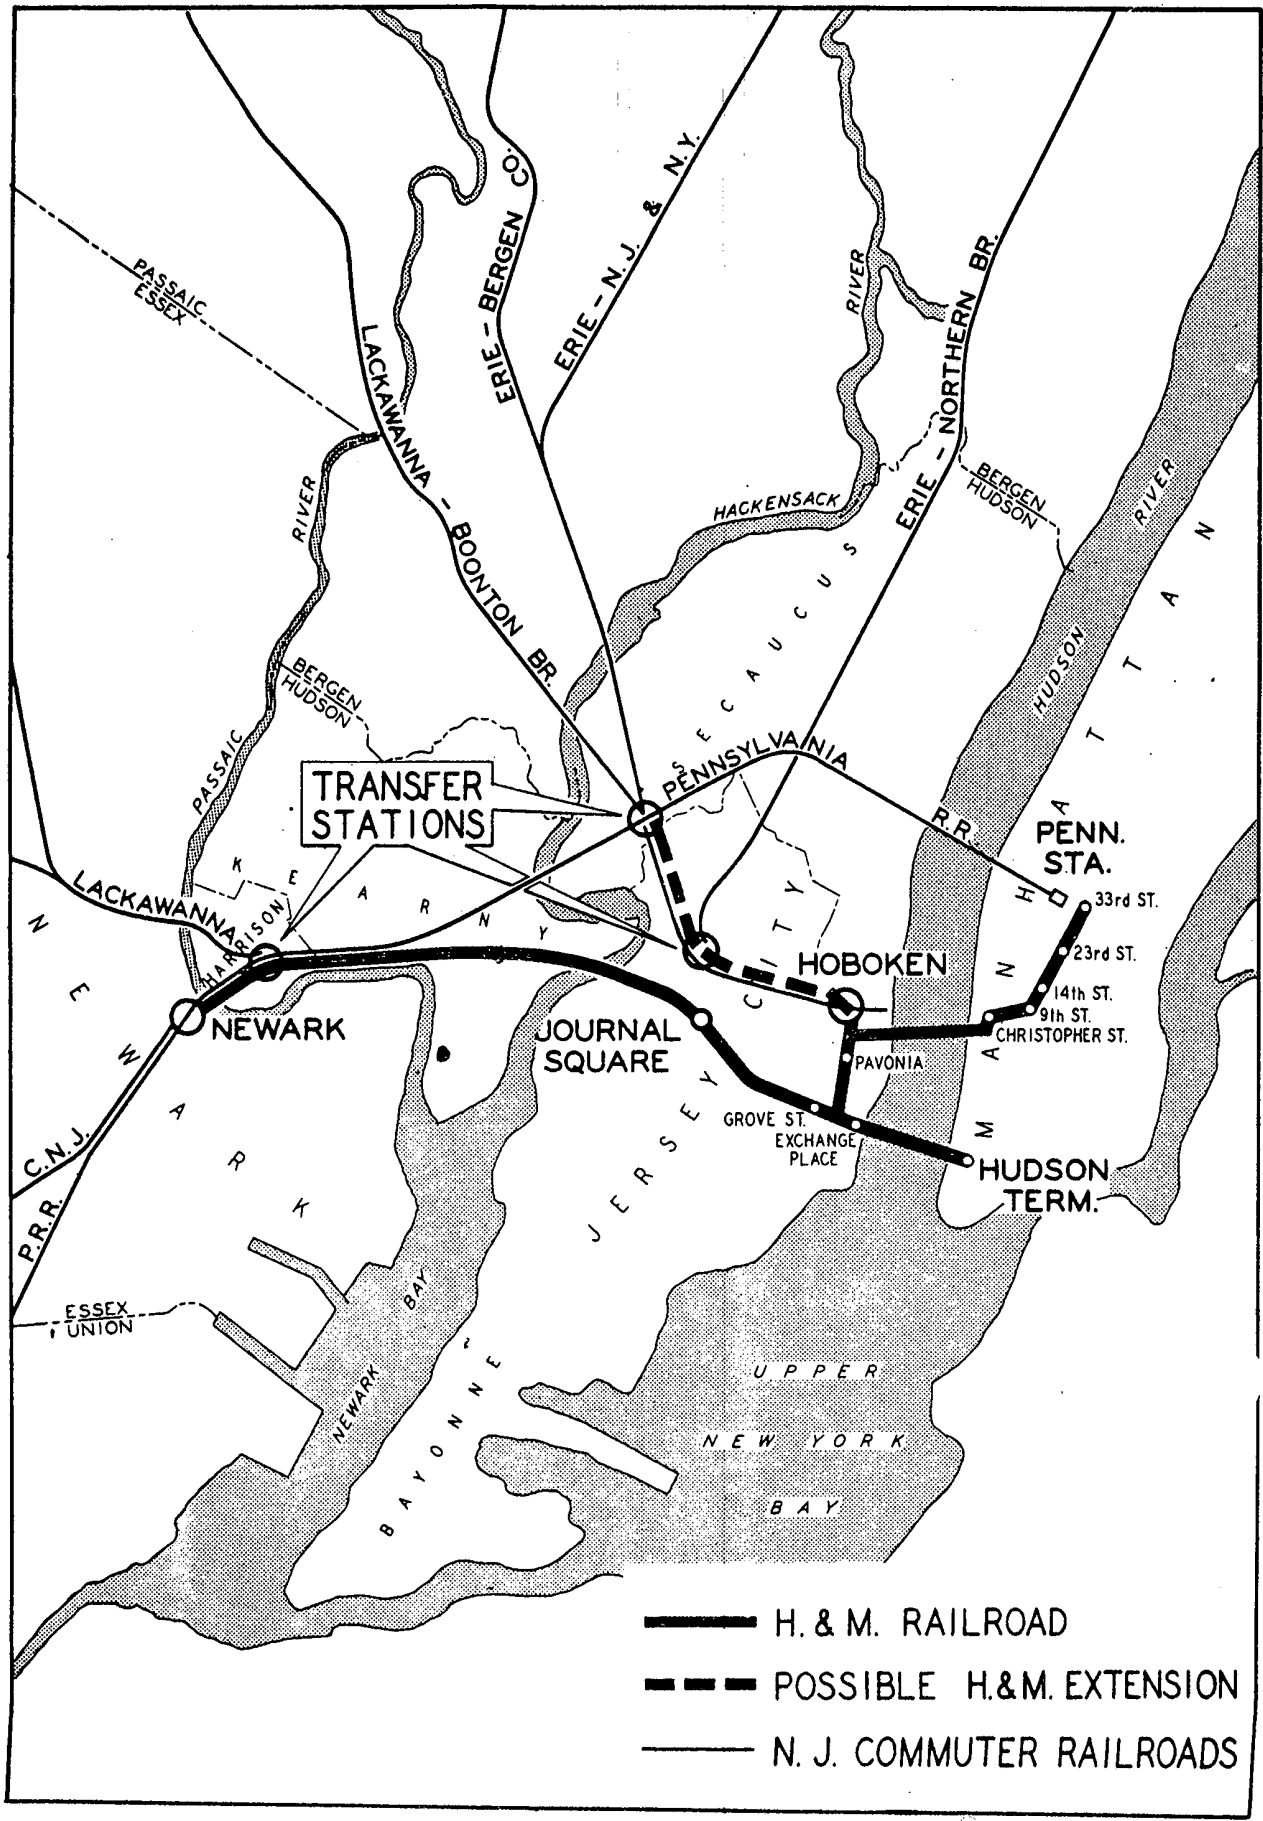 ERIE - BERGEN CO.
ERIE - N.J. & N.Y.
RIVER
ERIE - NORTHERN BR.
PASSAIC
ESSEX
LACKAWANNA - BOONTON BR.
RIVER
HACKENSACK
BERGEN
HUDSON
RIVER
HUDSON
MANHATTAN
SECAUCUS
BERGEN
HUDSON
PASSAIC
TRANSFER
STATIONS
PENNSYLVANIA
R.R.
PENN.
STA.
33rd ST.
23rd ST.
14th ST.
9th ST.
CHRISTOPHER ST.
KEARNY
LACKAWANNA
HARRISON
NEWARK
NEWARK
JOURNAL
SQUARE
HOBOKEN
PAVONIA
GROVE ST.
EXCHANGE
PLACE
HUDSON
TERM.
JERSEY CITY
C.N.J.
P.R.R.
ESSEX
UNION
NEWARK BAY
BAYONNE
UPPER
NEW YORK
BAY
H. & M. RAILROAD
POSSIBLE H.&M. EXTENSION
N. J. COMMUTER RAILROADS